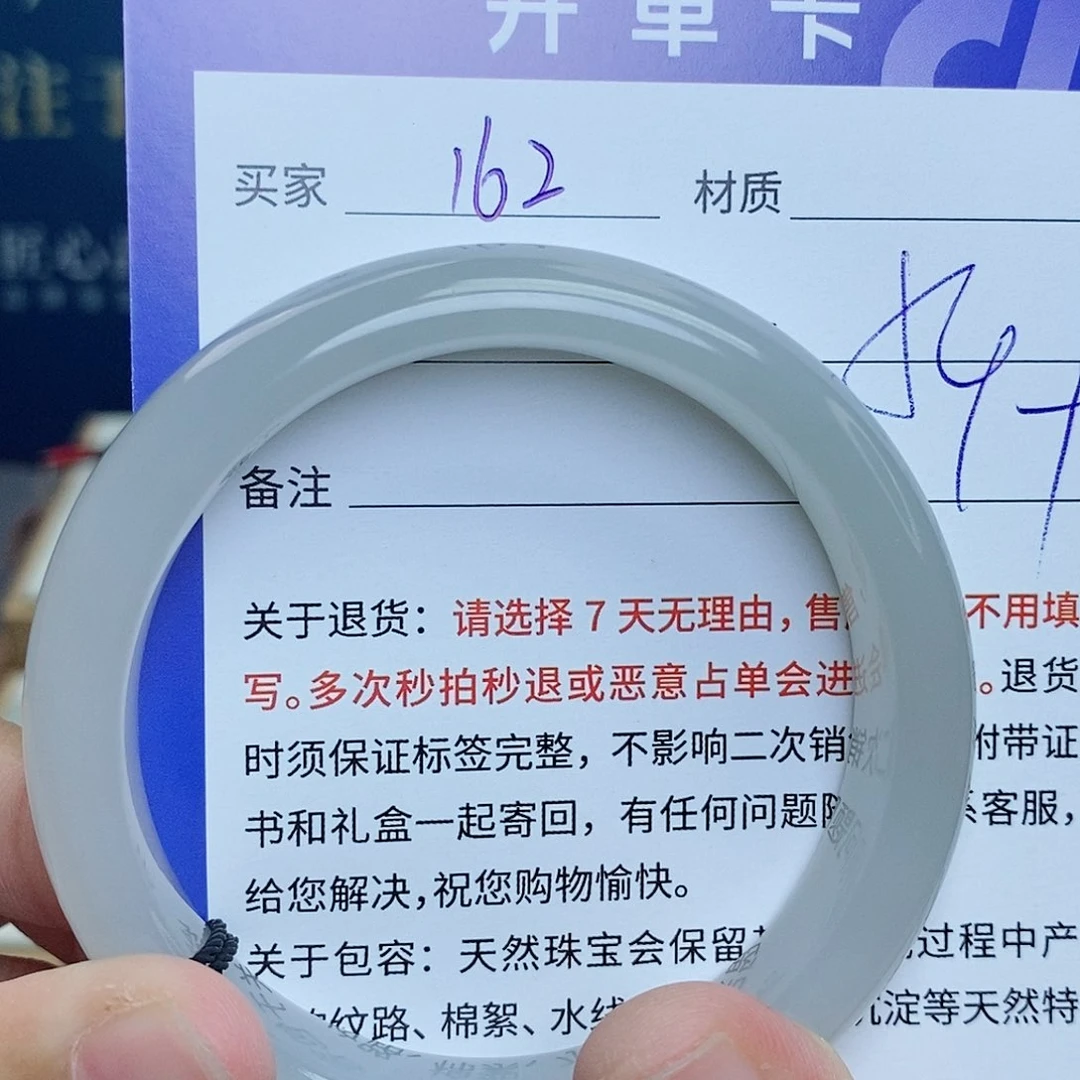 开单卡
买家 162 材质
备注
关于退货：请选择7天无理由，售 不用填
写。多次秒拍秒退或恶意占单会进 。退货
时须保证标签完整，不影响二次销 附带证
书和礼盒一起寄回，有任何问题随 系客服，
给您解决，祝您购物愉快。
关于包容：天然珠宝会保留 过程中产
纹路、棉絮、水线 沉淀等天然特
匠心